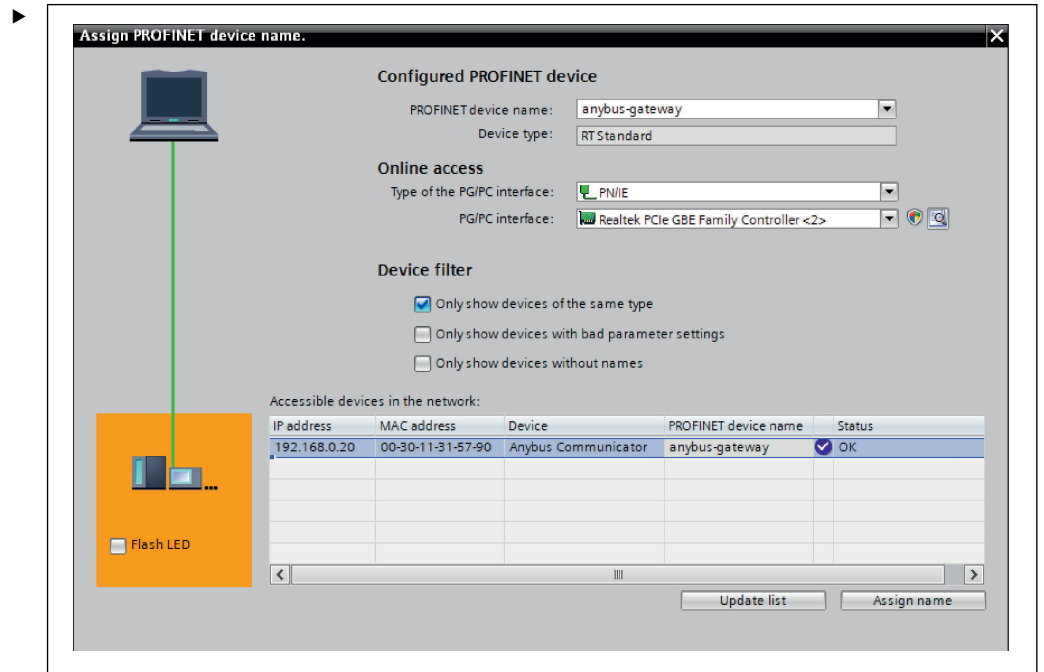 Assign PROFINET device name.
Configured PROFINET device
PROFINET device name: anybus-gateway
Device type: RT Standard
Online access
Type of the PG/PC interface: PN/IE
PG/PC interface: Realtek PCIe GBE Family Controller <2>
Device filter
Only show devices of the same type
Only show devices with bad parameter settings
Only show devices without names
Accessible devices in the network:
IP address MAC address Device PROFINET device name Status
192.168.0.20 00-30-11-31-57-90 Anybus Communicator anybus-gateway OK
Flash LED
Update list Assign name